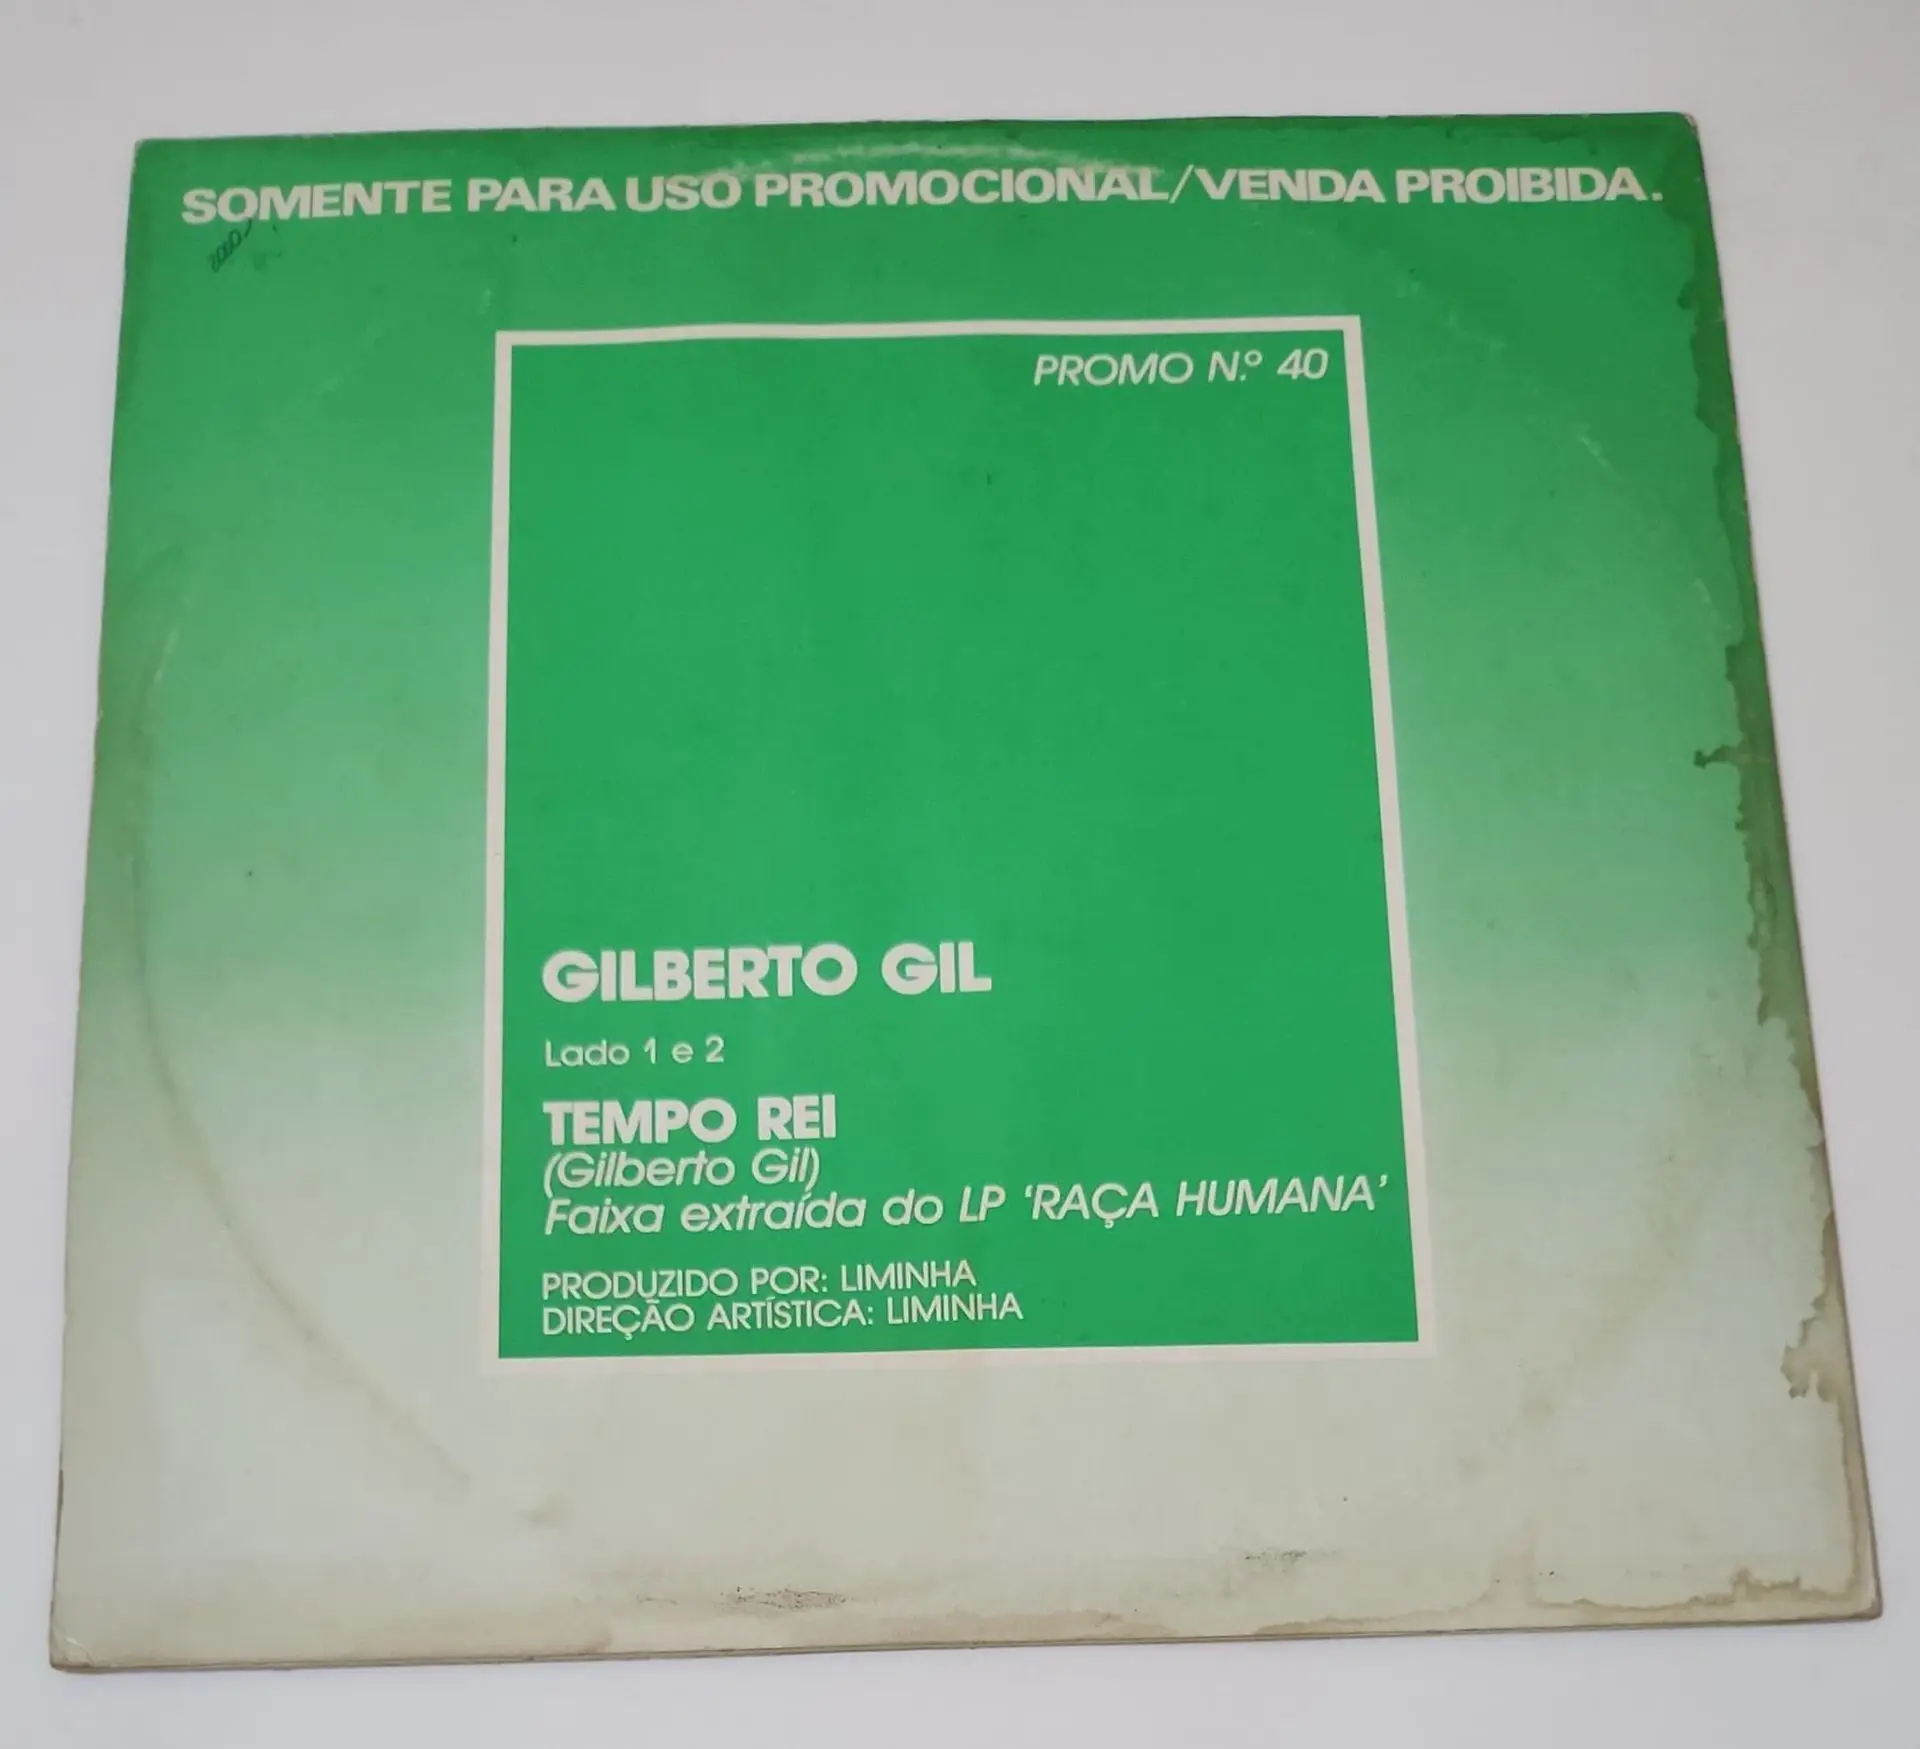 SOMENTE PARA USO PROMOCIONAL/VENDA PROIBIDA.
PROMO N.º 40
GILBERTO GIL
Lado 1 e 2
TEMPO REI
(Gilberto Gil)
Faixa extraída do LP ‘RAÇA HUMANA’
PRODUZIDO POR: LIMINHA
DIREÇÃO ARTÍSTICA: LIMINHA